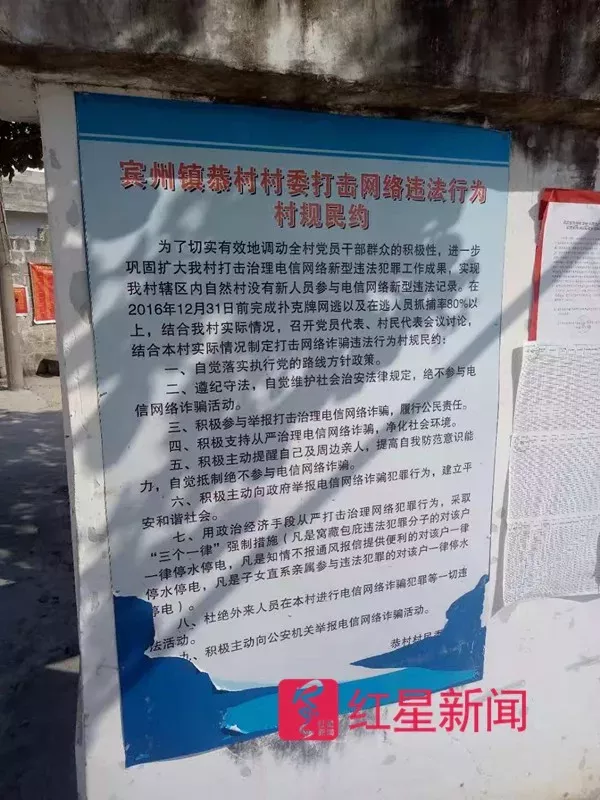 宾州镇恭村村委打击网络违法行为
村规民约
为了切实有效地调动全村党员干部群众的积极性，进一步
巩固扩大我村打击治理电信网络新型违法犯罪工作成果，实现
我村辖区内自然村没有新人员参与电信网络新型违法记录。在
2016年12月31日前完成扑克牌网逃以及在逃人员抓捕率80%以
上，结合我村实际情况，召开党员代表、村民代表会议讨论，
结合本村实际情况制定打击网络诈骗违法行为村规民约：
一、自觉落实执行党的路线方针政策。
二、遵纪守法，自觉维护社会治安法律规定，绝不参与电
信网络诈骗活动。
三、积极参与举报打击治理电信网络诈骗，履行公民责任。
四、积极支持从严治理电信网络诈骗，净化社会环境。
五、积极主动提醒自己及周边亲人，提高自我防范意识能
力，自觉抵制绝不参与电信网络诈骗。
六、积极主动向政府举报电信网络诈骗犯罪行为，建立平
安和谐社会。
七、用政治经济手段从严打击治理网络犯罪行为，采取
“三个一律”强制措施（凡是窝藏包庇违法犯罪分子的对该户
一律停水停电，凡是知情不报通风报信提供便利的对该户一律
停水停电，凡是子女直系亲属参与违法犯罪的对该户一律停水
停电）。
八、杜绝外来人员在本村进行电信网络诈骗犯罪等一切违
法活动。
九、积极主动向公安机关举报电信网络诈骗活动。
恭村村民
红星新闻